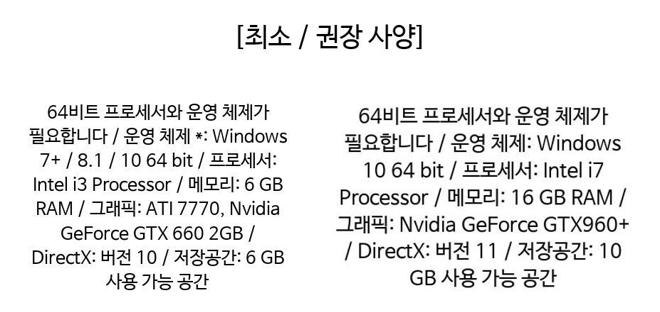 [최소 / 권장 사양]
64비트 프로세서와 운영 체제가
필요합니다 / 운영 체제 *: Windows
7+ / 8.1 / 10 64 bit / 프로세서:
Intel i3 Processor / 메모리: 6 GB
RAM / 그래픽: ATI 7770, Nvidia
GeForce GTX 660 2GB /
DirectX: 버전 10 / 저장공간: 6 GB
사용 가능 공간
64비트 프로세서와 운영 체제가
필요합니다 / 운영 체제: Windows
10 64 bit / 프로세서: Intel i7
Processor / 메모리: 16 GB RAM /
그래픽: Nvidia GeForce GTX960+
/ DirectX: 버전 11 / 저장공간: 10
GB 사용 가능 공간